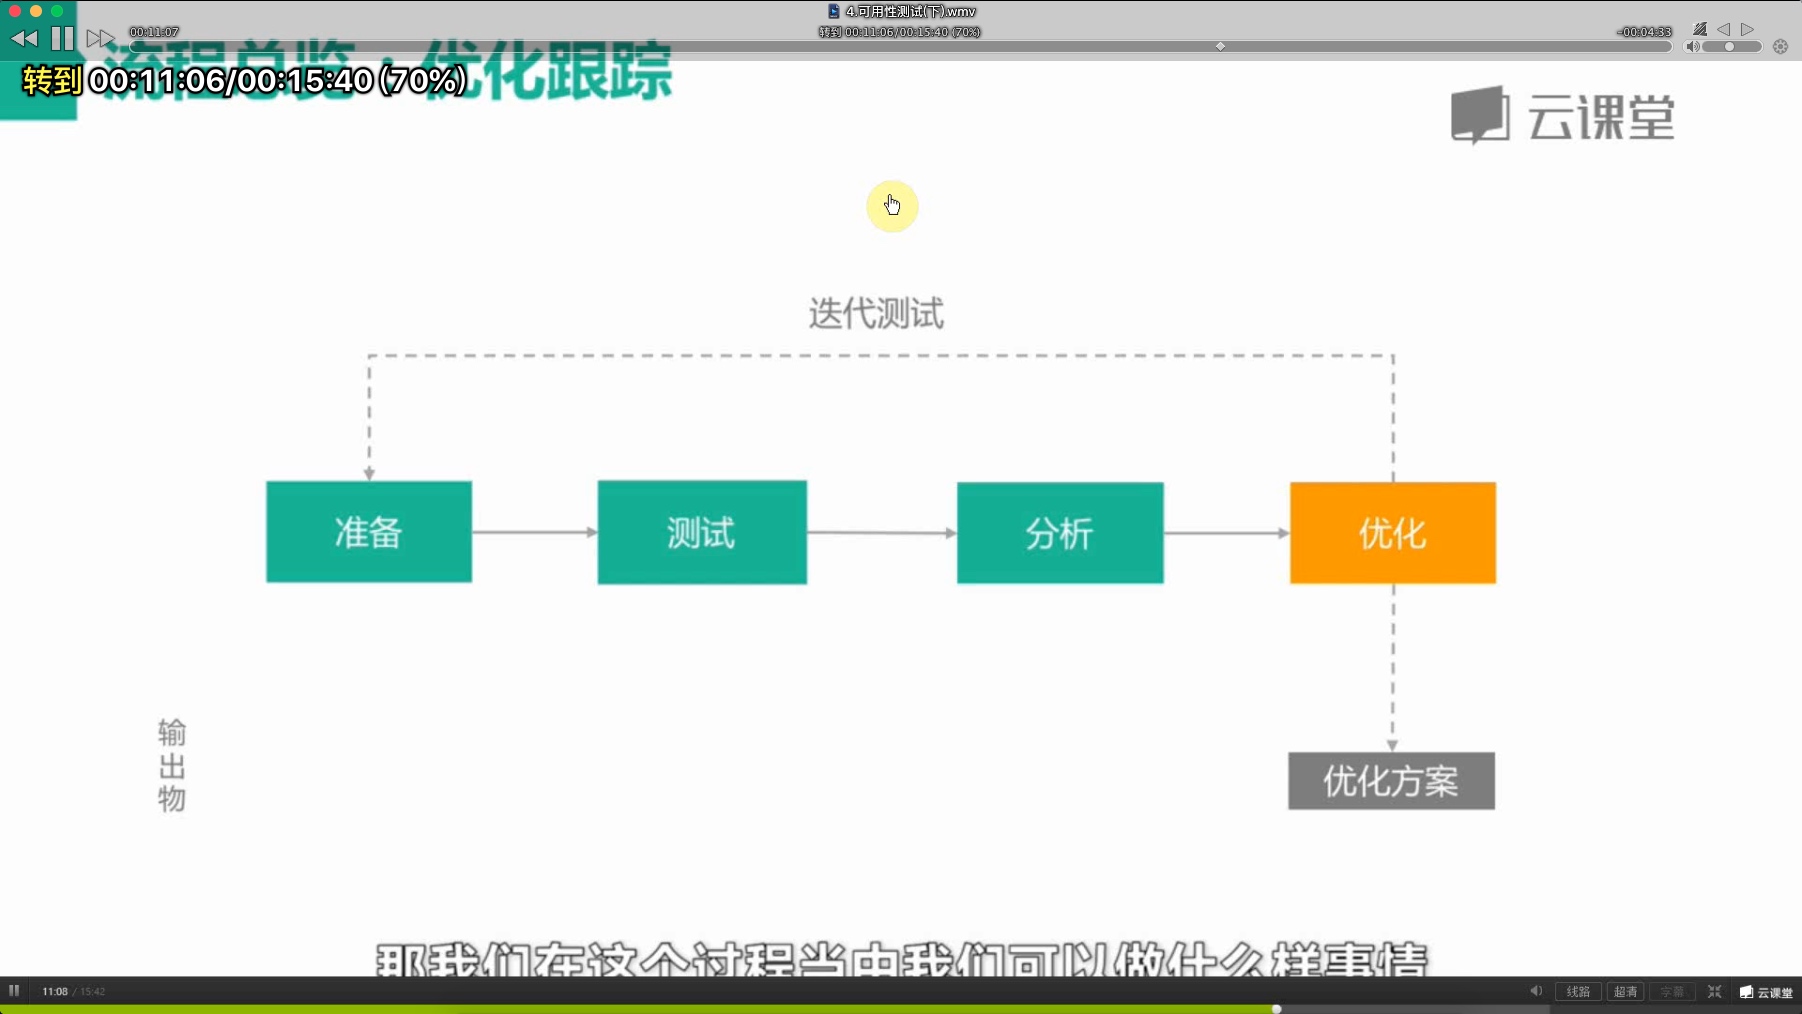 4.可用性测试(下).wmv
00:11:07
转到 00:11:06/00:15:40 (70%)
-00:04:33
流程总览：优化跟踪
转到 00:11:06/00:15:40 (70%)
云课堂
迭代测试
准备
测试
分析
优化
输出物
优化方案
那我们在这个过程当中我们可以做什么样事情
11:08 / 15:42
线路
超清
字幕
云课堂